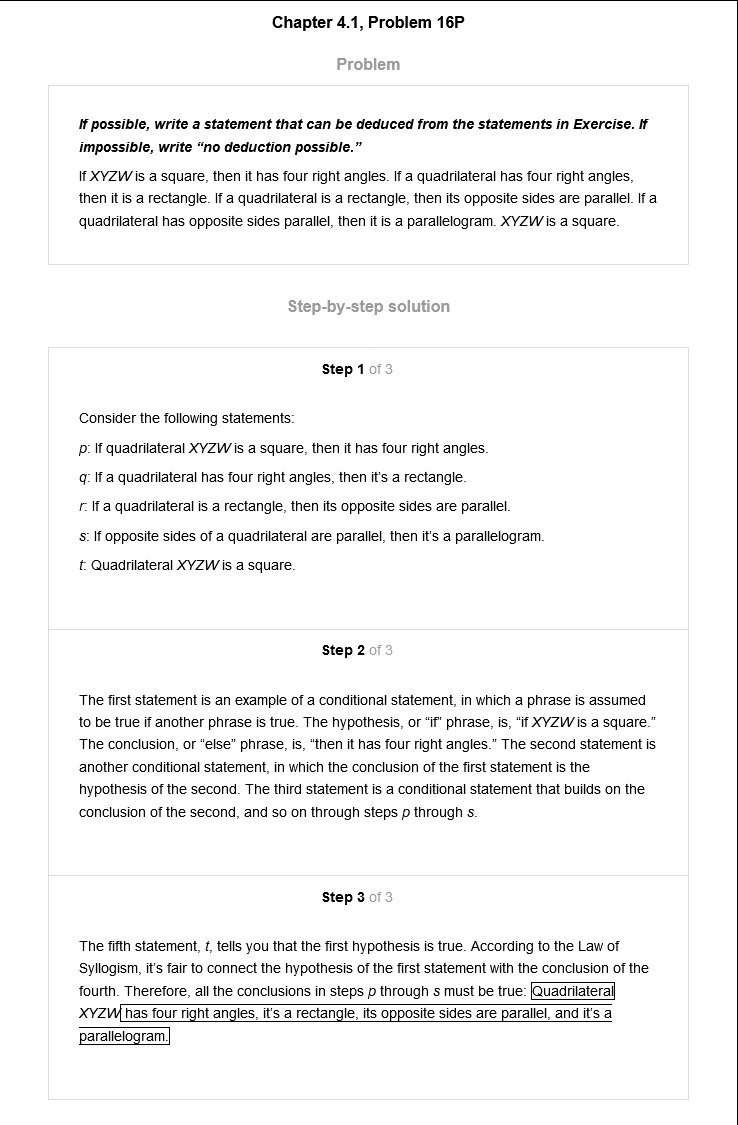 Chapter 4.1, Problem 16P
Problem
If possible, write a statement that can be deduced from the statements in Exercise. If
impossible, write “no deduction possible.”
If XYZW is a square, then it has four right angles. If a quadrilateral has four right angles,
then it is a rectangle. If a quadrilateral is a rectangle, then its opposite sides are parallel. If a
quadrilateral has opposite sides parallel, then it is a parallelogram. XYZW is a square.
Step-by-step solution
Step 1 of 3
Consider the following statements:
p: If quadrilateral XYZW is a square, then it has four right angles.
q: If a quadrilateral has four right angles, then it’s a rectangle.
r: If a quadrilateral is a rectangle, then its opposite sides are parallel.
s: If opposite sides of a quadrilateral are parallel, then it’s a parallelogram.
t: Quadrilateral XYZW is a square.
Step 2 of 3
The first statement is an example of a conditional statement, in which a phrase is assumed
to be true if another phrase is true. The hypothesis, or “if” phrase, is, “if XYZW is a square.”
The conclusion, or “else” phrase, is, “then it has four right angles.” The second statement is
another conditional statement, in which the conclusion of the first statement is the
hypothesis of the second. The third statement is a conditional statement that builds on the
conclusion of the second, and so on through steps p through s.
Step 3 of 3
The fifth statement, t, tells you that the first hypothesis is true. According to the Law of
Syllogism, it’s fair to connect the hypothesis of the first statement with the conclusion of the
fourth. Therefore, all the conclusions in steps p through s must be true: Quadrilateral
XYZW has four right angles, it’s a rectangle, its opposite sides are parallel, and it’s a
parallelogram.